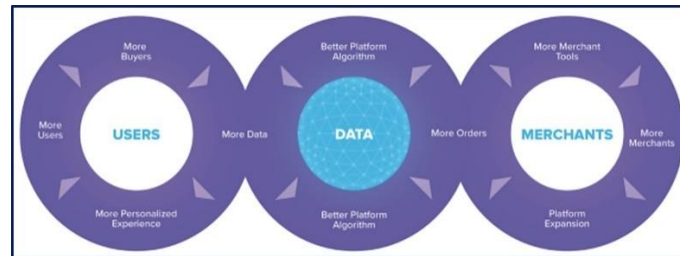 More
Buyers
More
Users
USERS
More Personalized
Experience
More Data
Better Platform
Algorithm
DATA
Better Platform
Algorithm
More Orders
More Merchant
Tools
MERCHANTS
More
Merchants
Platform
Expansion